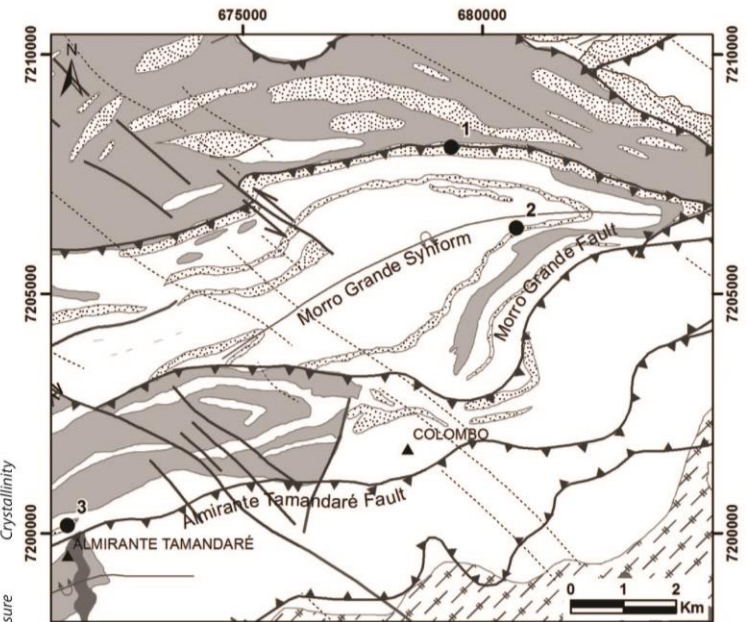 675000 680000
7210000
7210000
N
1
2
Morro Grande Synform
Morro Grande Fault
7205000
7205000
COLOMBO
Almirante Tamandaré Fault
3
ALMIRANTE TAMANDARÉ
7200000
7200000
Crystallinity
sure
0 1 2
Km